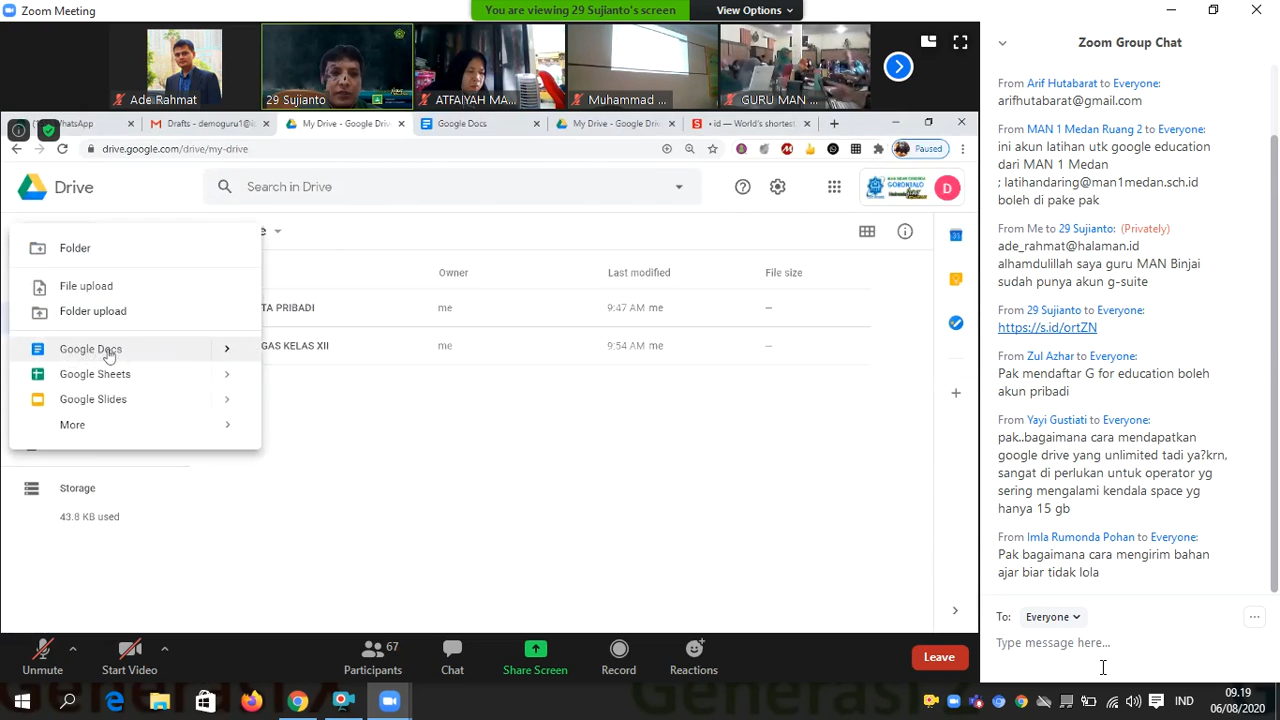 Zoom Meeting
You are viewing 29 Sujianto's screen
View Options
Ade Rahmat
29 Sujianto
ATFAIYAH MA...
Muhammad ...
GURU MAN ...
WhatsApp
Drafts - demoguru1@
My Drive - Google Driv
Google Docs
My Drive - Google Driv
• id — World's shortest
drive.google.com/drive/my-drive
Paused
Drive
Search in Drive
GORONTALO
D
Folder
File upload
Folder upload
Google Docs
Google Sheets
Google Slides
More
Owner
Last modified
File size
TA PRIBADI
me
9:47 AM me
—
GAS KELAS XII
me
9:54 AM me
—
Storage
43.8 KB used
Zoom Group Chat
From Arif Hutabarat to Everyone:
arifhutabarat@gmail.com
From MAN 1 Medan Ruang 2 to Everyone:
ini akun latihan utk google education
dari MAN 1 Medan
; latihandaring@man1medan.sch.id
boleh di pake pak
From Me to 29 Sujianto: (Privately)
ade_rahmat@halaman.id
alhamdulillah saya guru MAN Binjai
sudah punya akun g-suite
From 29 Sujianto to Everyone:
https://s.id/ortZN
From Zul Azhar to Everyone:
Pak mendaftar G for education boleh
akun pribadi
From Yayi Gustiati to Everyone:
pak..bagaimana cara mendapatkan
google drive yang unlimited tadi ya?krn,
sangat di perlukan untuk operator yg
sering mengalami kendala space yg
hanya 15 gb
From Imla Rumonda Pohan to Everyone:
Pak bagaimana cara mengirim bahan
ajar biar tidak lola
To: Everyone
Type message here...
Unmute
Start Video
67
Participants
Chat
Share Screen
Record
Reactions
Leave
IND
09.19
06/08/2020